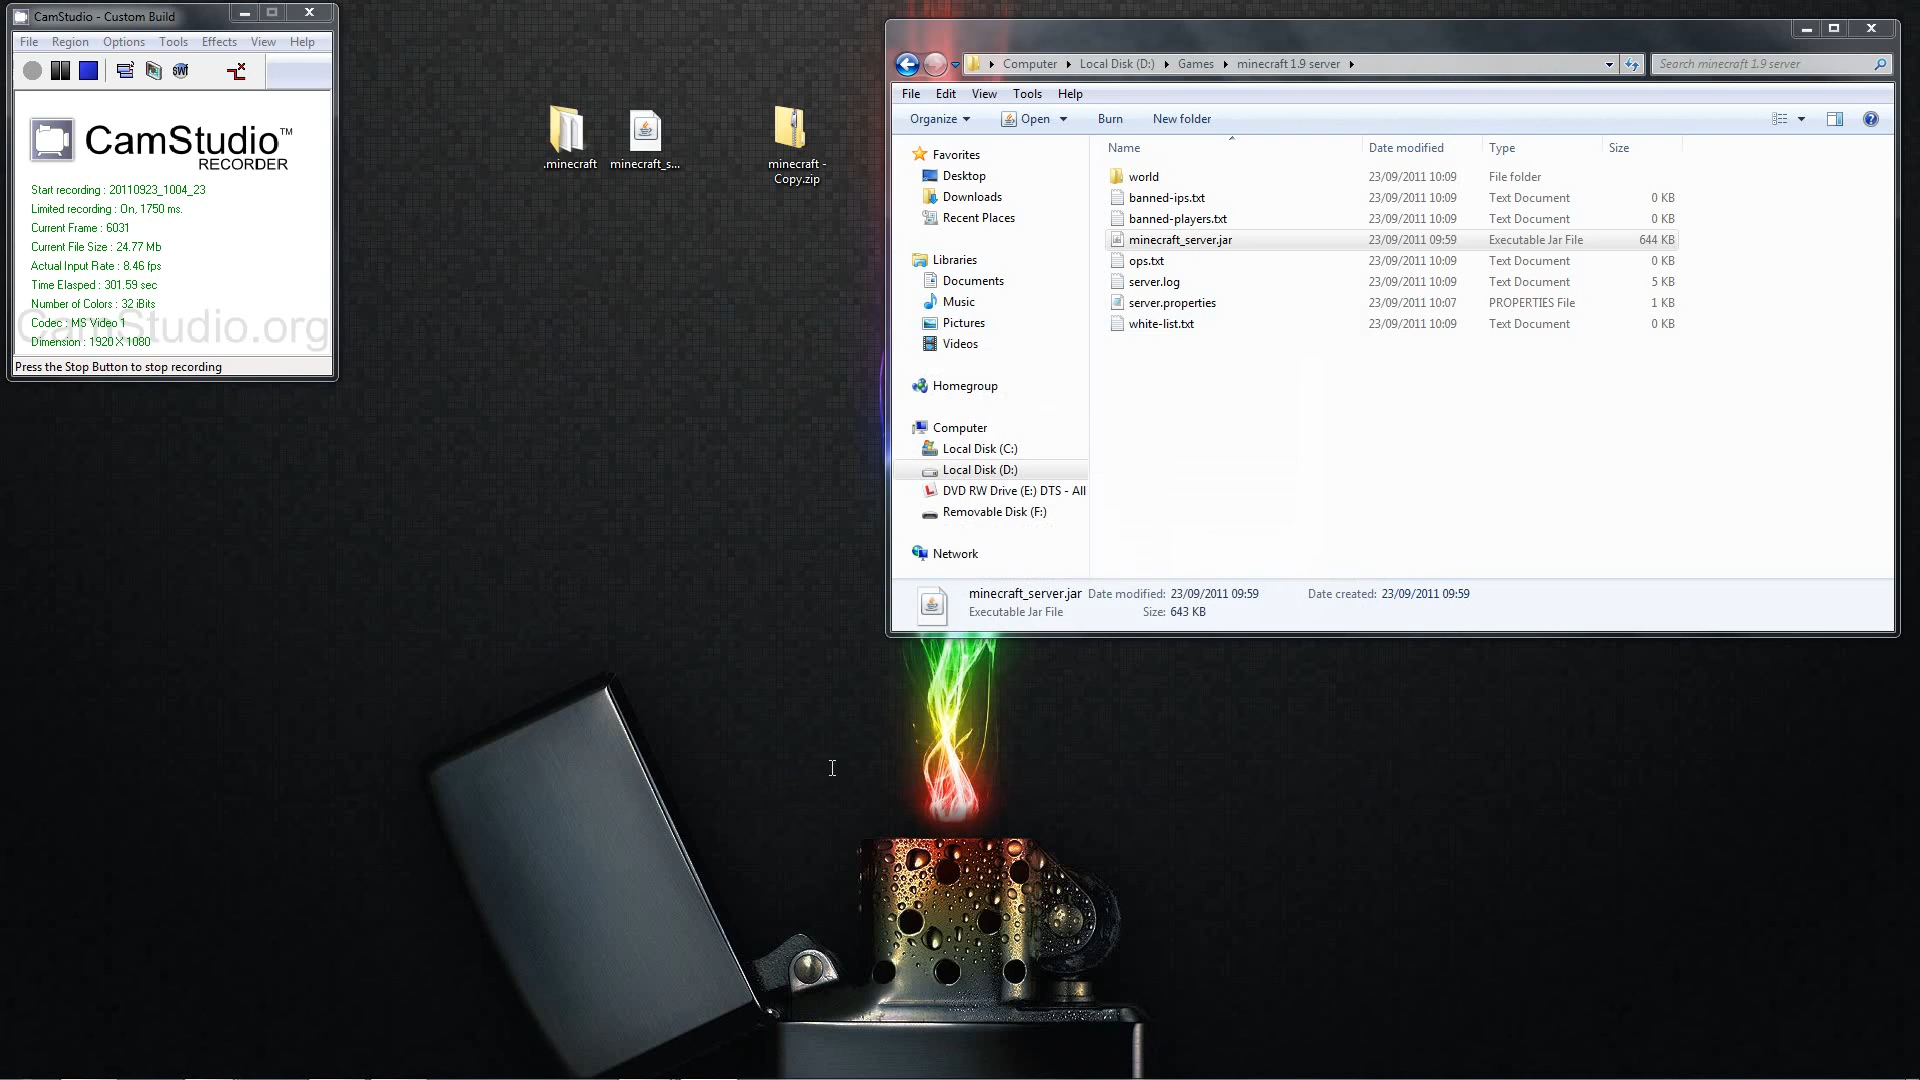 CamStudio - Custom Build
File Region Options Tools Effects View Help
CamStudio™
RECORDER
Start recording : 20110923_1004_23
Limited recording : On, 1750 ms.
Current Frame : 6031
Current File Size : 24.77 Mb
Actual Input Rate : 8.46 fps
Time Elasped : 301.59 sec
Number of Colors : 32 iBits
Codec : MS Video 1
Dimension : 1920 X 1080
CamStudio.org
Press the Stop Button to stop recording
.minecraft
minecraft_s...
minecraft -
Copy.zip
Computer Local Disk (D:) Games minecraft 1.9 server
Search minecraft 1.9 server
File Edit View Tools Help
Organize Open Burn New folder
Favorites
Desktop
Downloads
Recent Places
Libraries
Documents
Music
Pictures
Videos
Homegroup
Computer
Local Disk (C:)
Local Disk (D:)
DVD RW Drive (E:) DTS - All
Removable Disk (F:)
Network
Name Date modified Type Size
world 23/09/2011 10:09 File folder
banned-ips.txt 23/09/2011 10:09 Text Document 0 KB
banned-players.txt 23/09/2011 10:09 Text Document 0 KB
minecraft_server.jar 23/09/2011 09:59 Executable Jar File 644 KB
ops.txt 23/09/2011 10:09 Text Document 0 KB
server.log 23/09/2011 10:09 Text Document 5 KB
server.properties 23/09/2011 10:07 PROPERTIES File 1 KB
white-list.txt 23/09/2011 10:09 Text Document 0 KB
minecraft_server.jar Date modified: 23/09/2011 09:59 Date created: 23/09/2011 09:59
Executable Jar File Size: 643 KB